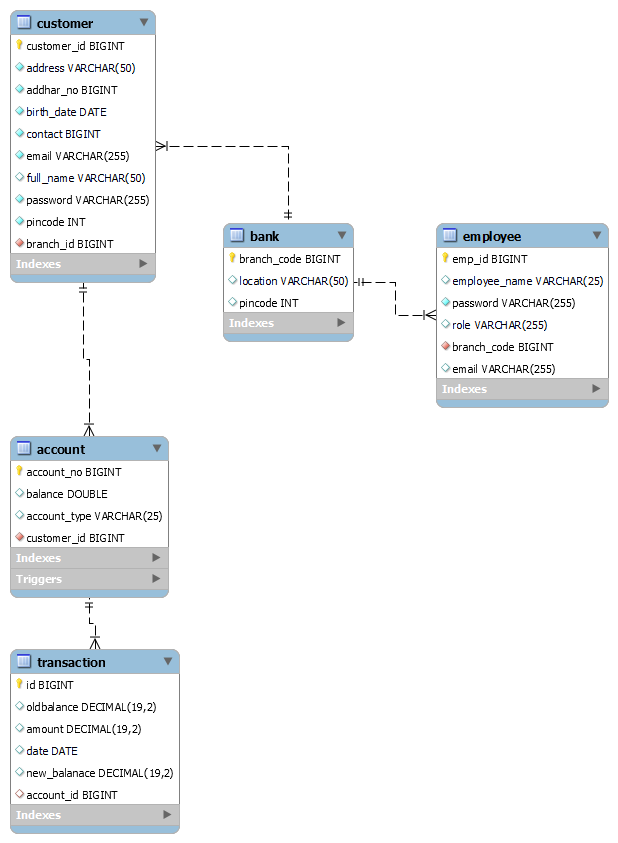 customer
customer_id BIGINT
address VARCHAR(50)
addhar_no BIGINT
birth_date DATE
contact BIGINT
email VARCHAR(255)
full_name VARCHAR(50)
password VARCHAR(255)
pincode INT
branch_id BIGINT
Indexes
bank
branch_code BIGINT
location VARCHAR(50)
pincode INT
Indexes
employee
emp_id BIGINT
employee_name VARCHAR(25)
password VARCHAR(255)
role VARCHAR(255)
branch_code BIGINT
email VARCHAR(255)
Indexes
account
account_no BIGINT
balance DOUBLE
account_type VARCHAR(25)
customer_id BIGINT
Indexes
Triggers
transaction
id BIGINT
oldbalance DECIMAL(19,2)
amount DECIMAL(19,2)
date DATE
new_balanace DECIMAL(19,2)
account_id BIGINT
Indexes